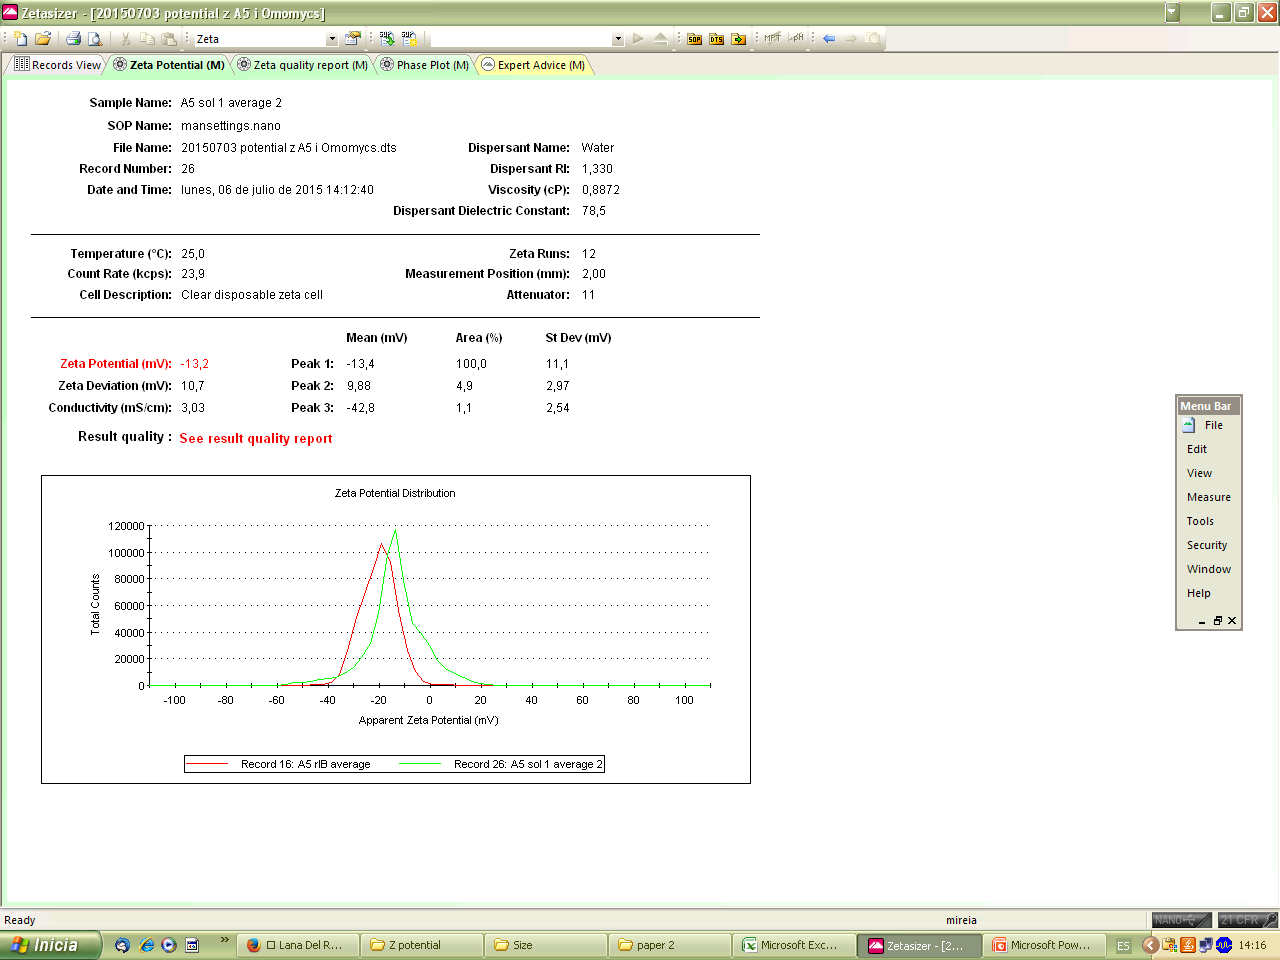 Zetasizer - [20150703 potential z A5 i Omomycs]
Zeta
Records View
Zeta Potential (M)
Zeta quality report (M)
Phase Plot (M)
Expert Advice (M)
Sample Name: A5 sol 1 average 2
SOP Name: mansettings.nano
File Name: 20150703 potential z A5 i Omomycs.dts Dispersant Name: Water
Record Number: 26 Dispersant RI: 1,330
Date and Time: lunes, 06 de julio de 2015 14:12:40 Viscosity (cP): 0,8872
Dispersant Dielectric Constant: 78,5
Temperature (°C): 25,0 Zeta Runs: 12
Count Rate (kcps): 23,9 Measurement Position (mm): 2,00
Cell Description: Clear disposable zeta cell Attenuator: 11
Mean (mV) Area (%) St Dev (mV)
Zeta Potential (mV): -13,2 Peak 1: -13,4 100,0 11,1
Zeta Deviation (mV): 10,7 Peak 2: 9,88 4,9 2,97
Conductivity (mS/cm): 3,03 Peak 3: -42,8 1,1 2,54
Result quality : See result quality report
Zeta Potential Distribution
120000
100000
80000
60000
40000
20000
0
Total Counts
-100 -80 -60 -40 -20 0 20 40 60 80 100
Apparent Zeta Potential (mV)
Record 16: A5 rIB average Record 26: A5 sol 1 average 2
Menu Bar
File
Edit
View
Measure
Tools
Security
Window
Help
Ready mireia NANO 21 CFR
Inicia Lana Del R... Z potential Size paper 2 Microsoft Exc... Zetasizer - [2... Microsoft Pow... ES 14:16